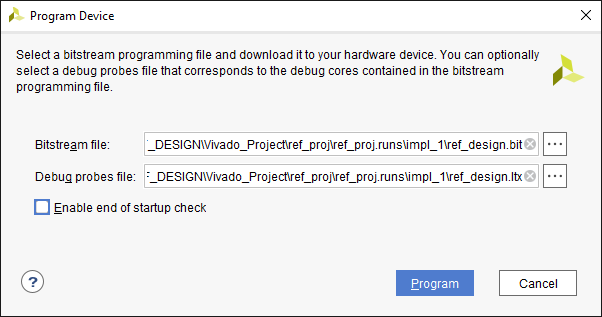 Program Device
Select a bitstream programming file and download it to your hardware device. You can optionally
select a debug probes file that corresponds to the debug cores contained in the bitstream
programming file.
Bitstream file: _DESIGN\Vivado_Project\ref_proj\ref_proj.runs\impl_1\ref_design.bit ...
Debug probes file: F_DESIGN\Vivado_Project\ref_proj\ref_proj.runs\impl_1\ref_design.ltx ...
Enable end of startup check
? Program Cancel